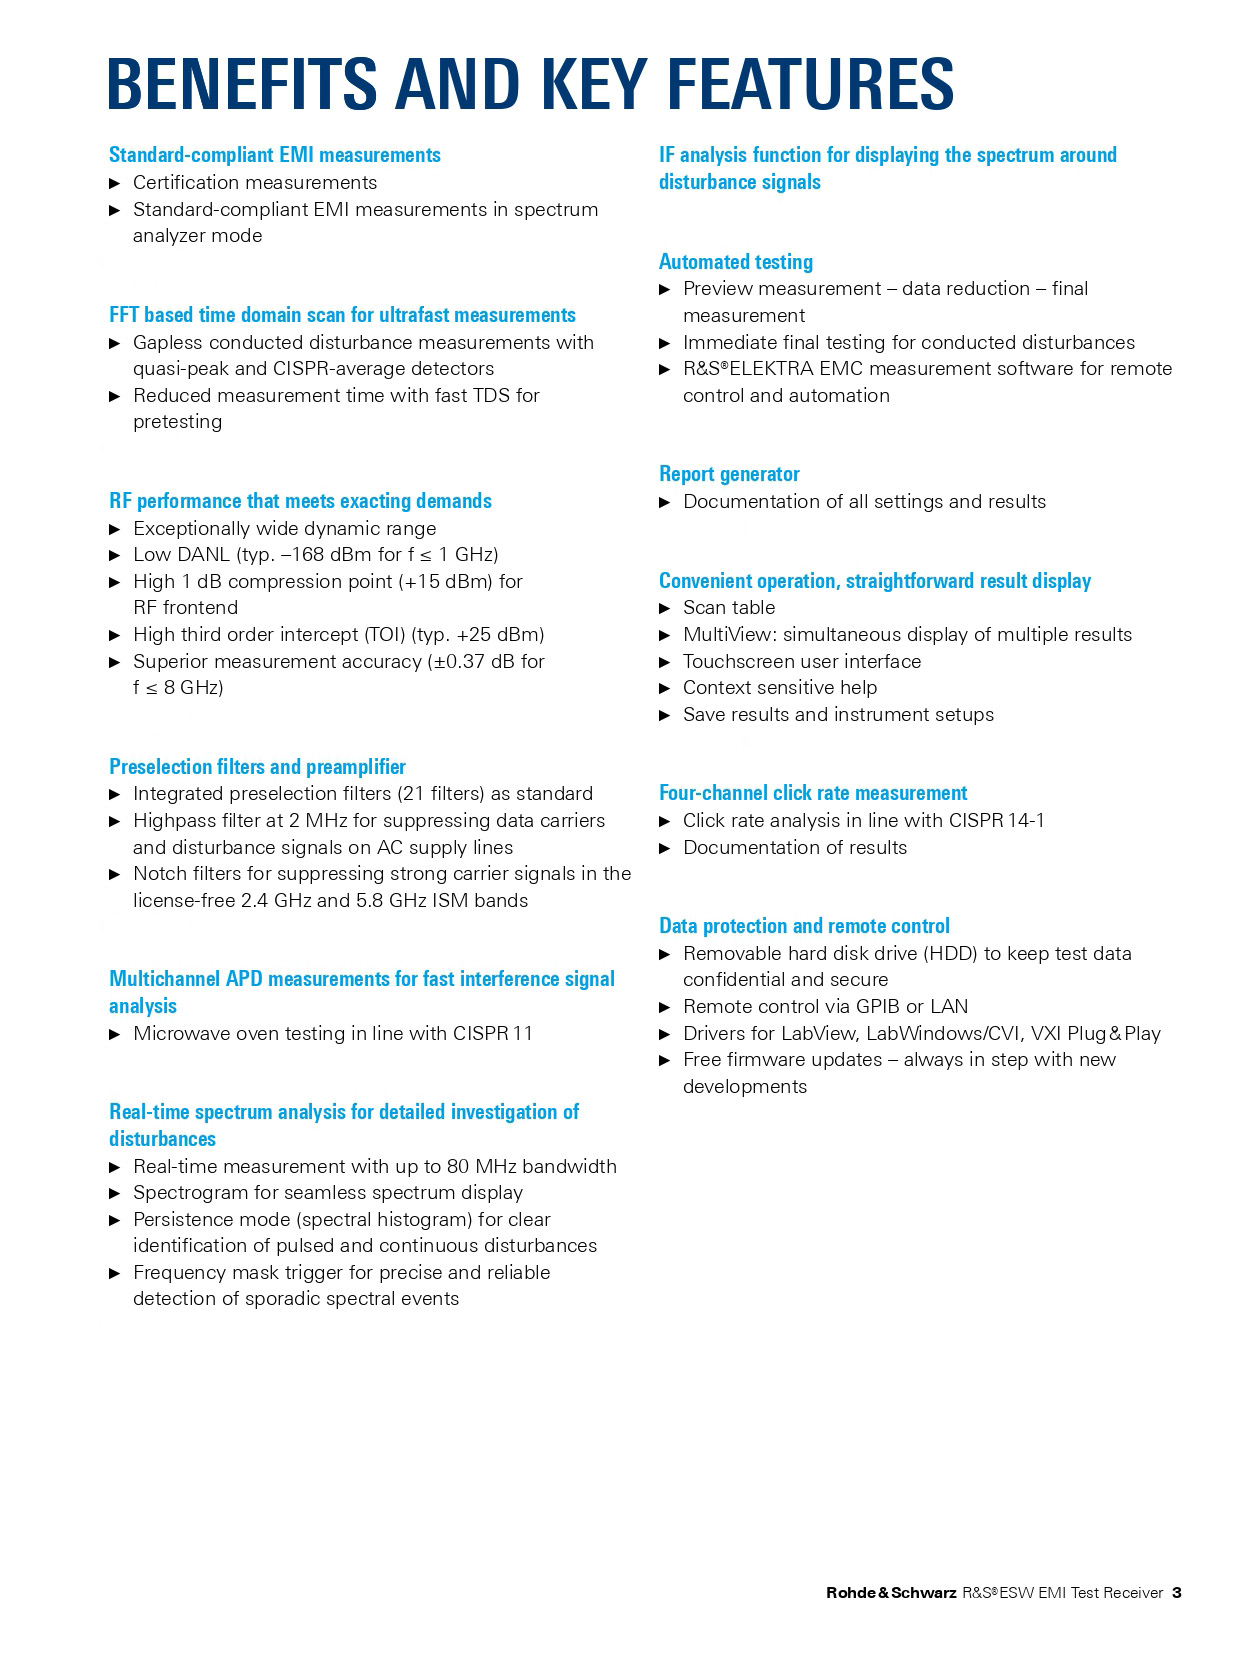 BENEFITS AND KEY FEATURES
Standard-compliant EMI measurements
► Certification measurements
► Standard-compliant EMI measurements in spectrum
analyzer mode
FFT based time domain scan for ultrafast measurements
► Gapless conducted disturbance measurements with
quasi-peak and CISPR-average detectors
► Reduced measurement time with fast TDS for
pretesting
RF performance that meets exacting demands
► Exceptionally wide dynamic range
► Low DANL (typ. –168 dBm for f ≤ 1 GHz)
► High 1 dB compression point (+15 dBm) for
RF frontend
► High third order intercept (TOI) (typ. +25 dBm)
► Superior measurement accuracy (±0.37 dB for
f ≤ 8 GHz)
Preselection filters and preamplifier
► Integrated preselection filters (21 filters) as standard
► Highpass filter at 2 MHz for suppressing data carriers
and disturbance signals on AC supply lines
► Notch filters for suppressing strong carrier signals in the
license-free 2.4 GHz and 5.8 GHz ISM bands
Multichannel APD measurements for fast interference signal
analysis
► Microwave oven testing in line with CISPR 11
Real-time spectrum analysis for detailed investigation of
disturbances
► Real-time measurement with up to 80 MHz bandwidth
► Spectrogram for seamless spectrum display
► Persistence mode (spectral histogram) for clear
identification of pulsed and continuous disturbances
► Frequency mask trigger for precise and reliable
detection of sporadic spectral events
IF analysis function for displaying the spectrum around
disturbance signals
Automated testing
► Preview measurement – data reduction – final
measurement
► Immediate final testing for conducted disturbances
► R&S®ELEKTRA EMC measurement software for remote
control and automation
Report generator
► Documentation of all settings and results
Convenient operation, straightforward result display
► Scan table
► MultiView: simultaneous display of multiple results
► Touchscreen user interface
► Context sensitive help
► Save results and instrument setups
Four-channel click rate measurement
► Click rate analysis in line with CISPR 14-1
► Documentation of results
Data protection and remote control
► Removable hard disk drive (HDD) to keep test data
confidential and secure
► Remote control via GPIB or LAN
► Drivers for LabView, LabWindows/CVI, VXI Plug & Play
► Free firmware updates – always in step with new
developments
Rohde & Schwarz R&S®ESW EMI Test Receiver 3